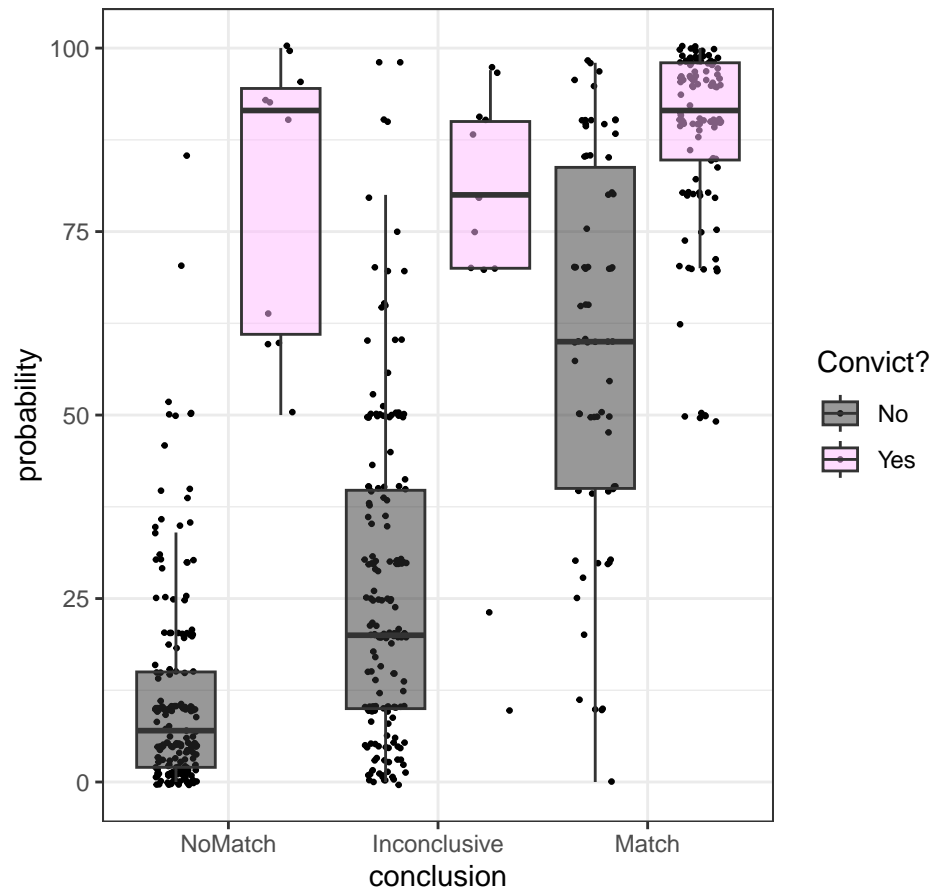 100
75
50
25
0
probability
NoMatch
Inconclusive
Match
conclusion
Convict?
No
Yes